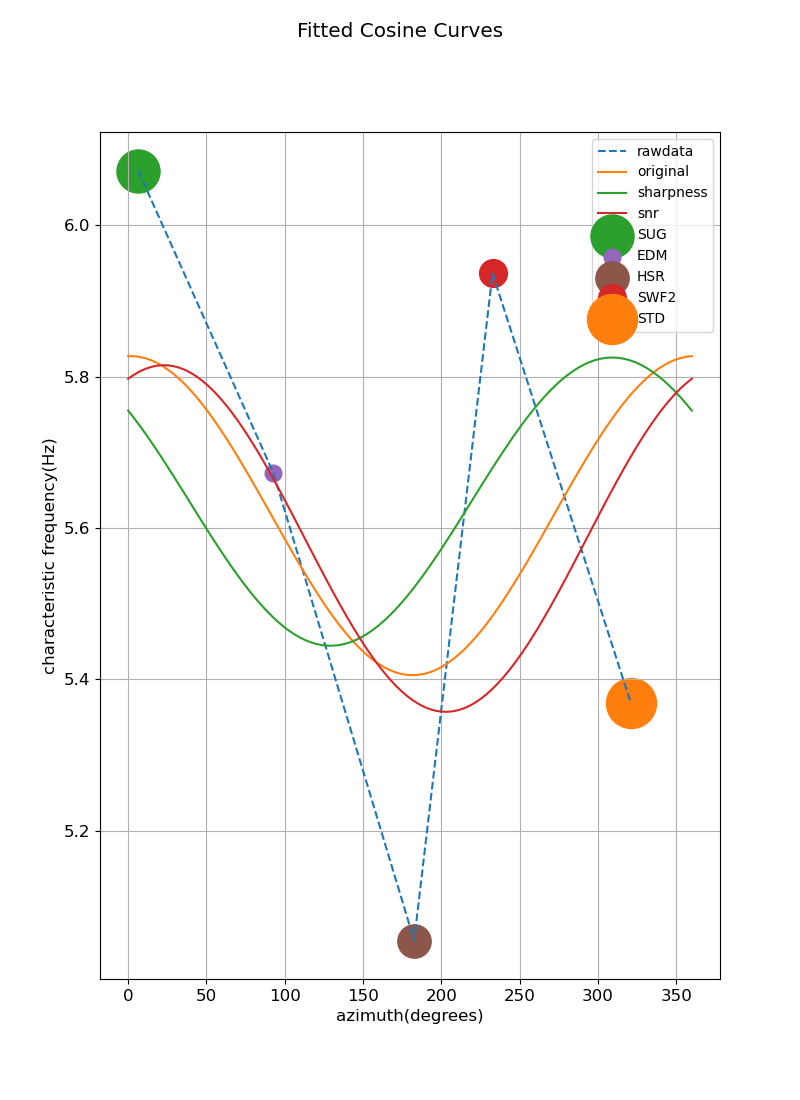 Fitted Cosine Curves
rawdata
original
sharpness
snr
SUG
EDM
HSR
SWF2
STD
6.0
5.8
5.6
5.4
5.2
characteristic frequency(Hz)
0 50 100 150 200 250 300 350
azimuth(degrees)